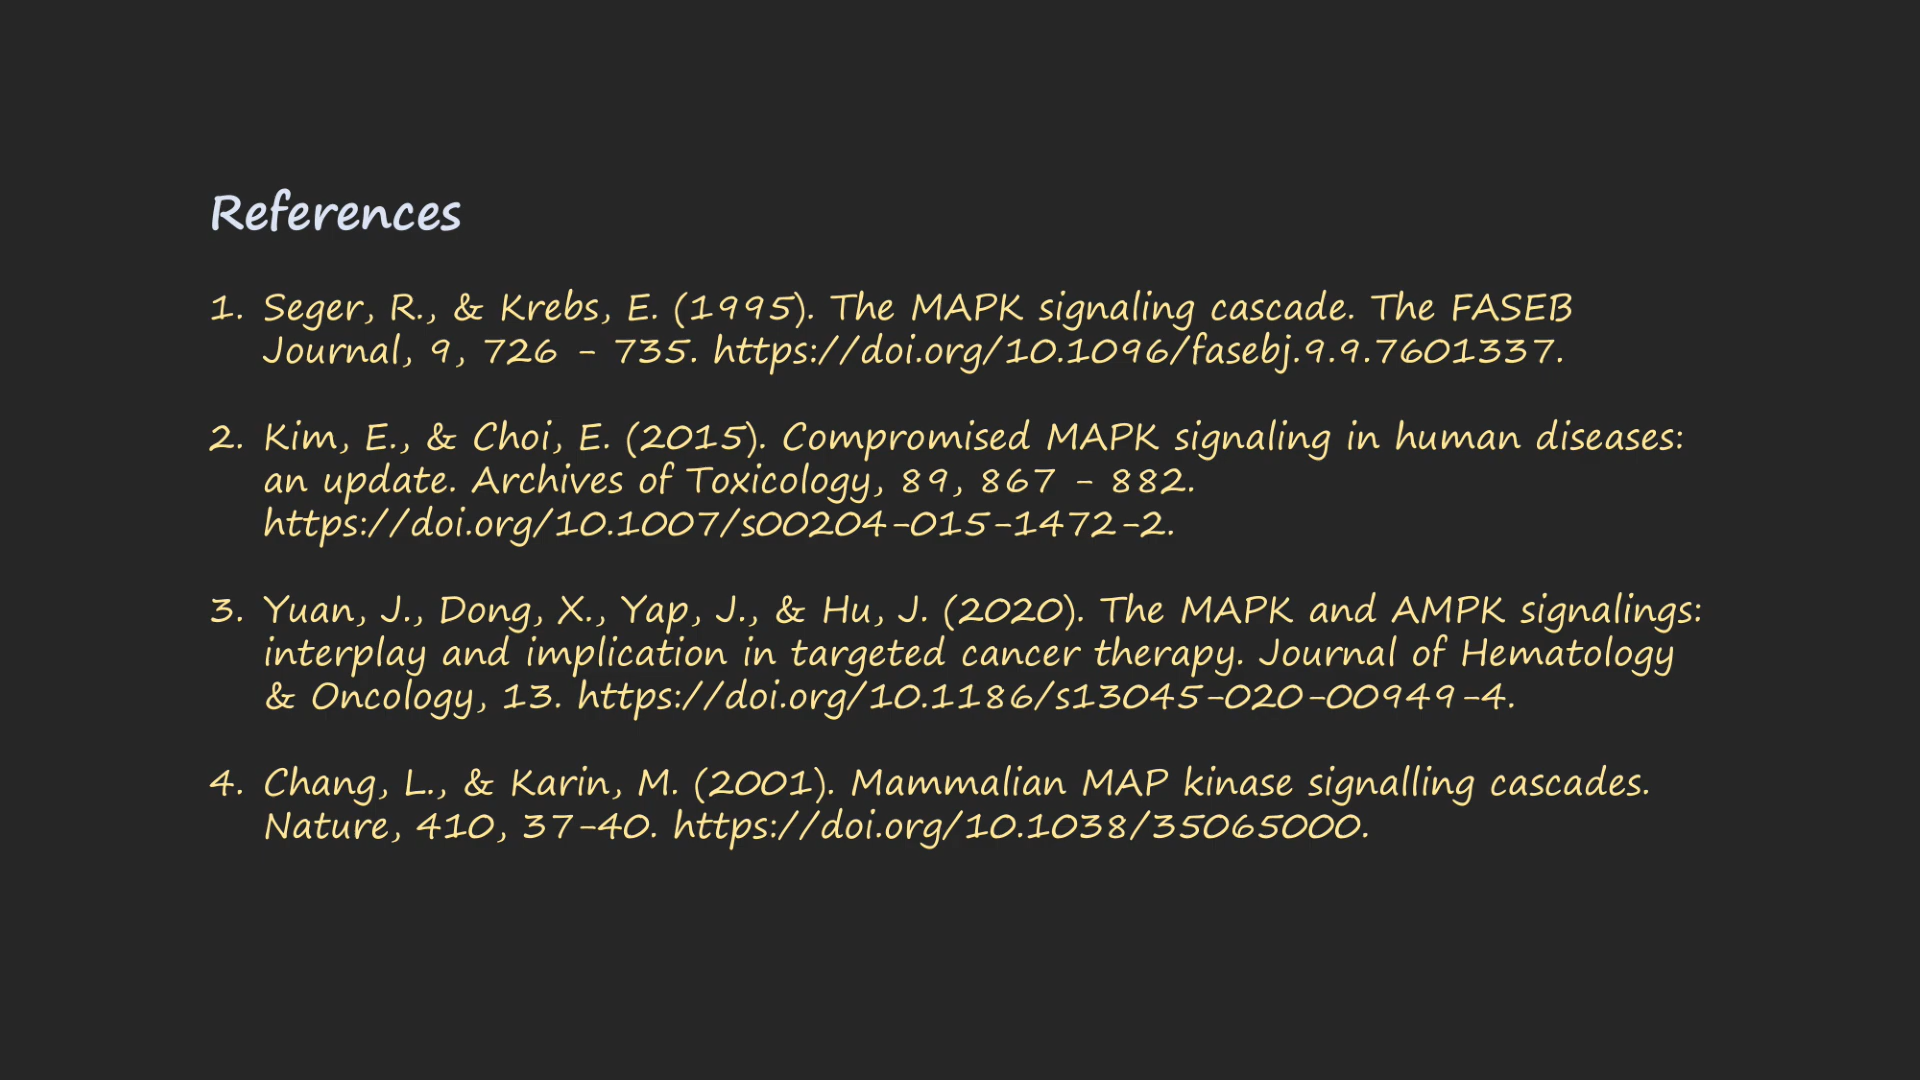 References
1. Seger, R., & Krebs, E. (1995). The MAPK signaling cascade. The FASEB
Journal, 9, 726 - 735. https://doi.org/10.1096/fasebj.9.9.7601337.
2. Kim, E., & Choi, E. (2015). Compromised MAPK signaling in human diseases:
an update. Archives of Toxicology, 89, 867 - 882.
https://doi.org/10.1007/s00204-015-1472-2.
3. Yuan, J., Dong, X., Yap, J., & Hu, J. (2020). The MAPK and AMPK signalings:
interplay and implication in targeted cancer therapy. Journal of Hematology
& Oncology, 13. https://doi.org/10.1186/s13045-020-00949-4.
4. Chang, L., & Karin, M. (2001). Mammalian MAP kinase signalling cascades.
Nature, 410, 37-40. https://doi.org/10.1038/35065000.